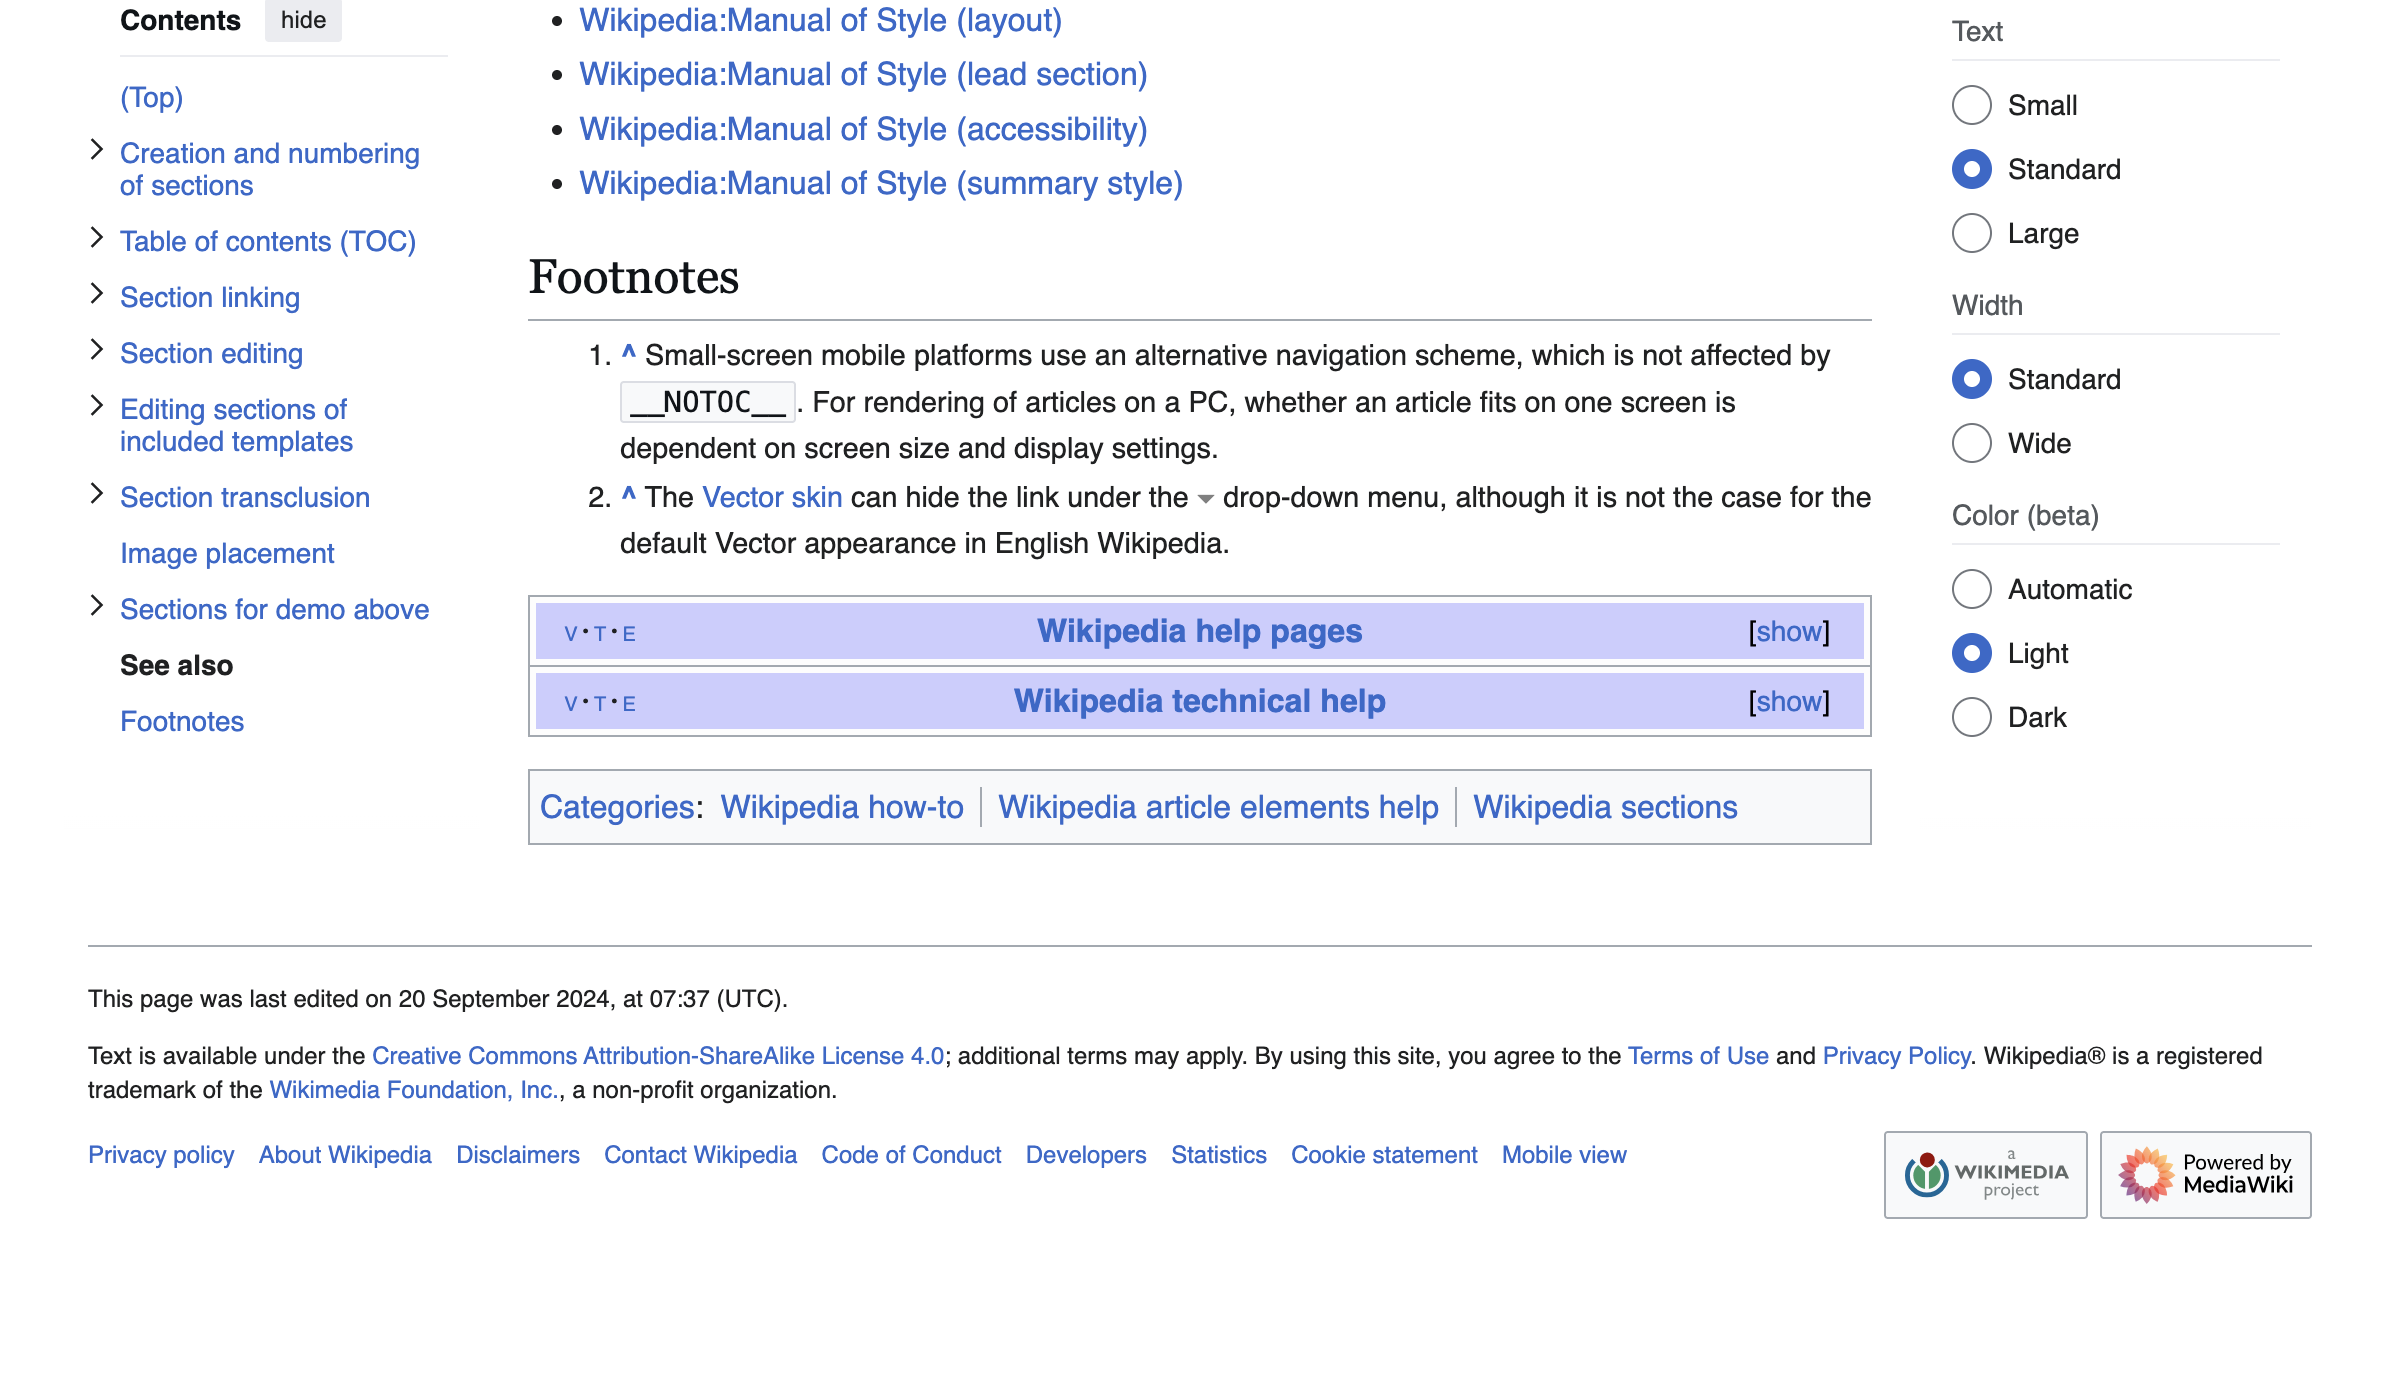 Contents hide
(Top)
Creation and numbering
of sections
Table of contents (TOC)
Section linking
Section editing
Editing sections of
included templates
Section transclusion
Image placement
Sections for demo above
See also
Footnotes
Wikipedia:Manual of Style (layout)
Wikipedia:Manual of Style (lead section)
Wikipedia:Manual of Style (accessibility)
Wikipedia:Manual of Style (summary style)
Footnotes
1. ^ Small-screen mobile platforms use an alternative navigation scheme, which is not affected by
__NOTOC__. For rendering of articles on a PC, whether an article fits on one screen is
dependent on screen size and display settings.
2. ^ The Vector skin can hide the link under the drop-down menu, although it is not the case for the
default Vector appearance in English Wikipedia.
V·T·E Wikipedia help pages [show]
V·T·E Wikipedia technical help [show]
Categories: Wikipedia how-to | Wikipedia article elements help | Wikipedia sections
Text
Small
Standard
Large
Width
Standard
Wide
Color (beta)
Automatic
Light
Dark
This page was last edited on 20 September 2024, at 07:37 (UTC).
Text is available under the Creative Commons Attribution-ShareAlike License 4.0; additional terms may apply. By using this site, you agree to the Terms of Use and Privacy Policy. Wikipedia® is a registered
trademark of the Wikimedia Foundation, Inc., a non-profit organization.
Privacy policy About Wikipedia Disclaimers Contact Wikipedia Code of Conduct Developers Statistics Cookie statement Mobile view
a
WIKIMEDIA
project
Powered by
MediaWiki